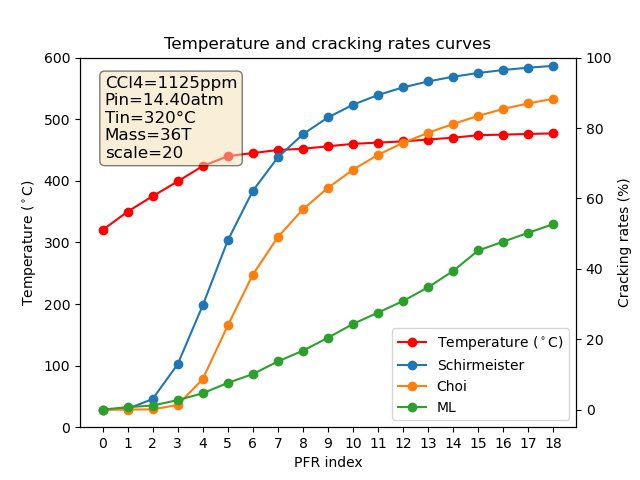 Temperature and cracking rates curves
CCl4=1125ppm
Pin=14.40atm
Tin=320°C
Mass=36T
scale=20
600
500
400
300
200
100
0
Temperature (°C)
100
80
60
40
20
0
Cracking rates (%)
Temperature (°C)
Schirmeister
Choi
ML
0 1 2 3 4 5 6 7 8 9 10 11 12 13 14 15 16 17 18
PFR index